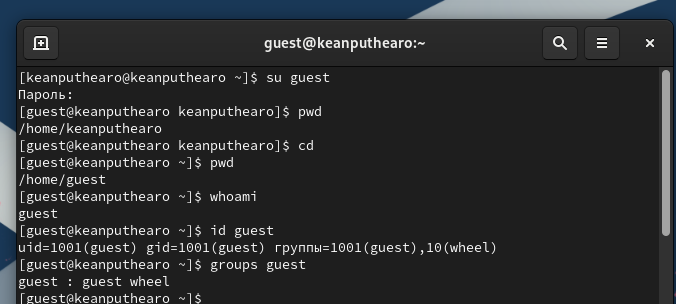 guest@keanputhearo:~
[keanputhearo@keanputhearo ~]$ su guest
Пароль:
[guest@keanputhearo keanputhearo]$ pwd
/home/keanputhearo
[guest@keanputhearo keanputhearo]$ cd
[guest@keanputhearo ~]$ pwd
/home/guest
[guest@keanputhearo ~]$ whoami
guest
[guest@keanputhearo ~]$ id guest
uid=1001(guest) gid=1001(guest) группы=1001(guest),10(wheel)
[guest@keanputhearo ~]$ groups guest
guest : guest wheel
[guest@keanputhearo ~]$